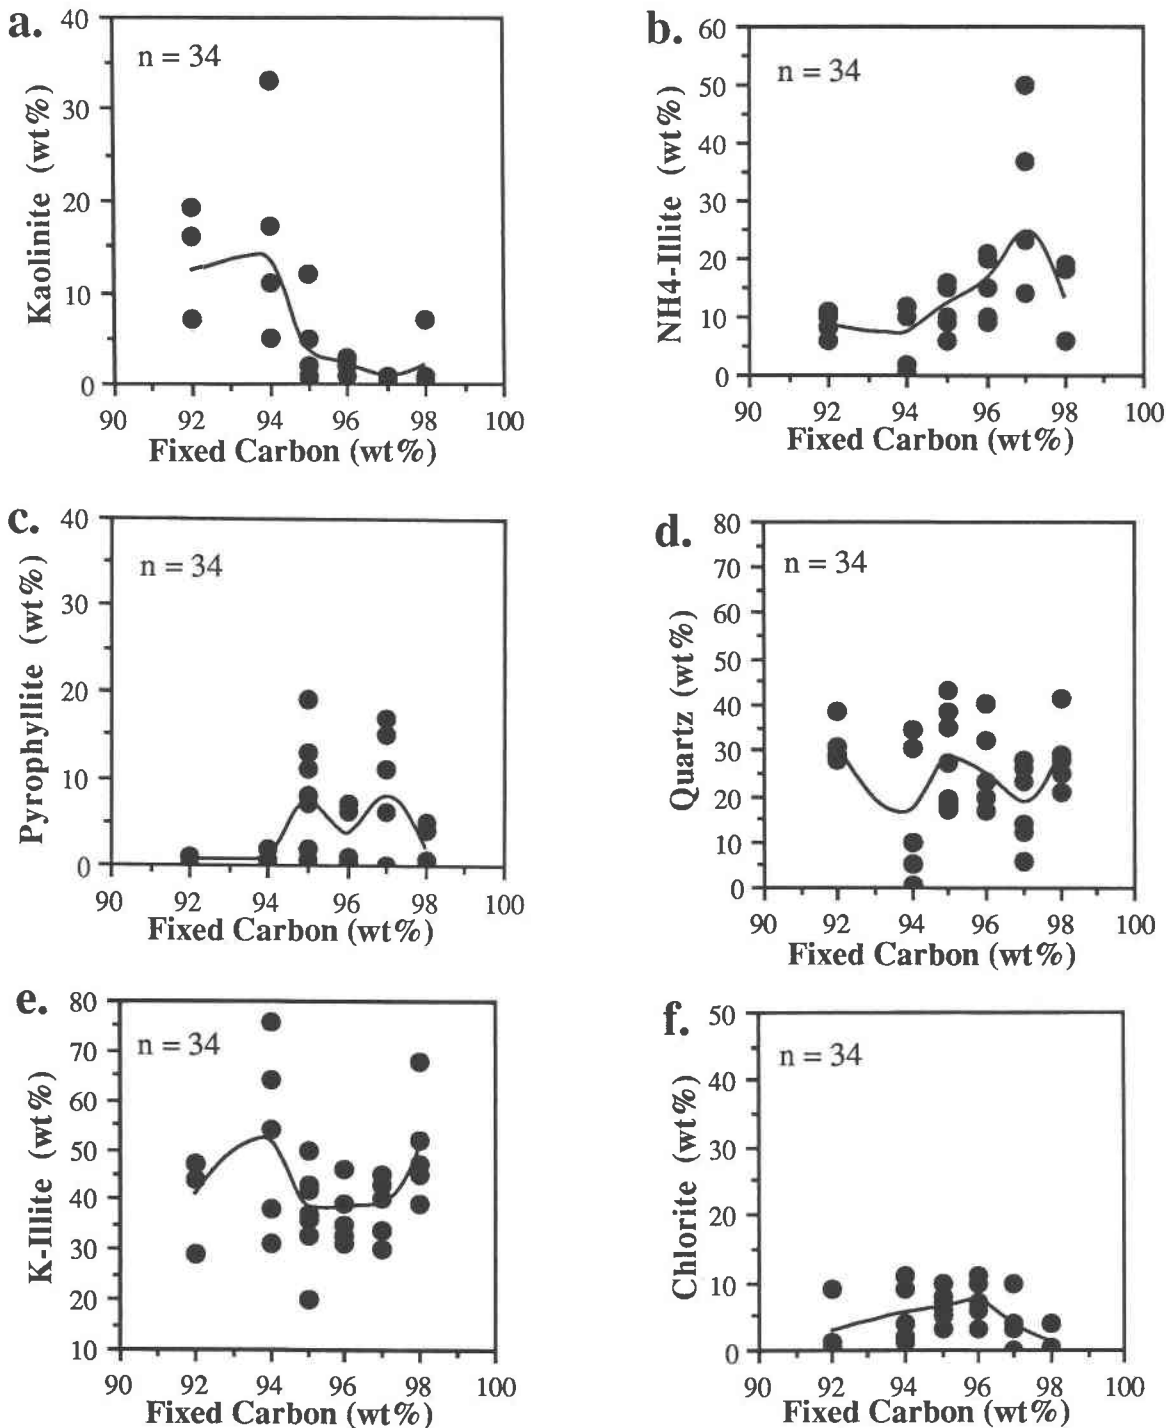 a.
n = 34
Kaolinite (wt%)
40
30
20
10
0
90 92 94 96 98 100
Fixed Carbon (wt%)
b.
n = 34
NH4-Illite (wt%)
60
50
40
30
20
10
0
90 92 94 96 98 100
Fixed Carbon (wt%)
c.
n = 34
Pyrophyllite (wt%)
40
30
20
10
0
90 92 94 96 98 100
Fixed Carbon (wt%)
d.
n = 34
Quartz (wt%)
80
70
60
50
40
30
20
10
0
90 92 94 96 98 100
Fixed Carbon (wt%)
e.
n = 34
K-Illite (wt%)
80
70
60
50
40
30
20
10
90 92 94 96 98 100
Fixed Carbon (wt%)
f.
n = 34
Chlorite (wt%)
50
40
30
20
10
0
90 92 94 96 98 100
Fixed Carbon (wt%)